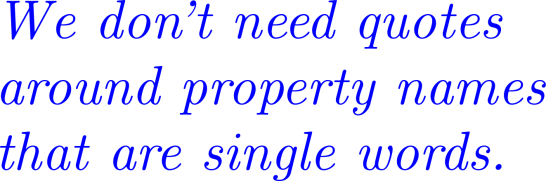 We don't need quotes
around property names
that are single words.